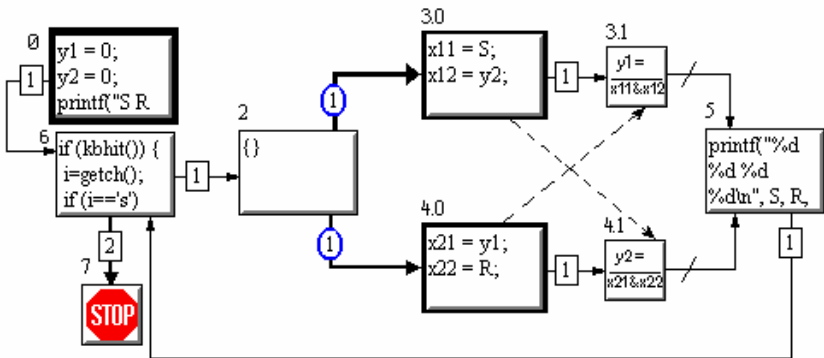 0
y1 = 0;
y2 = 0;
printf("S R
1
6
if (kbhit()) {
i=getch();
if (i=='s')
1
2
7
STOP
2
{}
1
1
3.0
x11 = S;
x12 = y2;
1
3.1
y1=
x11&x12
4.0
x21 = y1;
x22 = R;
1
4.1
y2=
x21&x22
5
printf("%d
%d %d
%d\n", S, R,
1